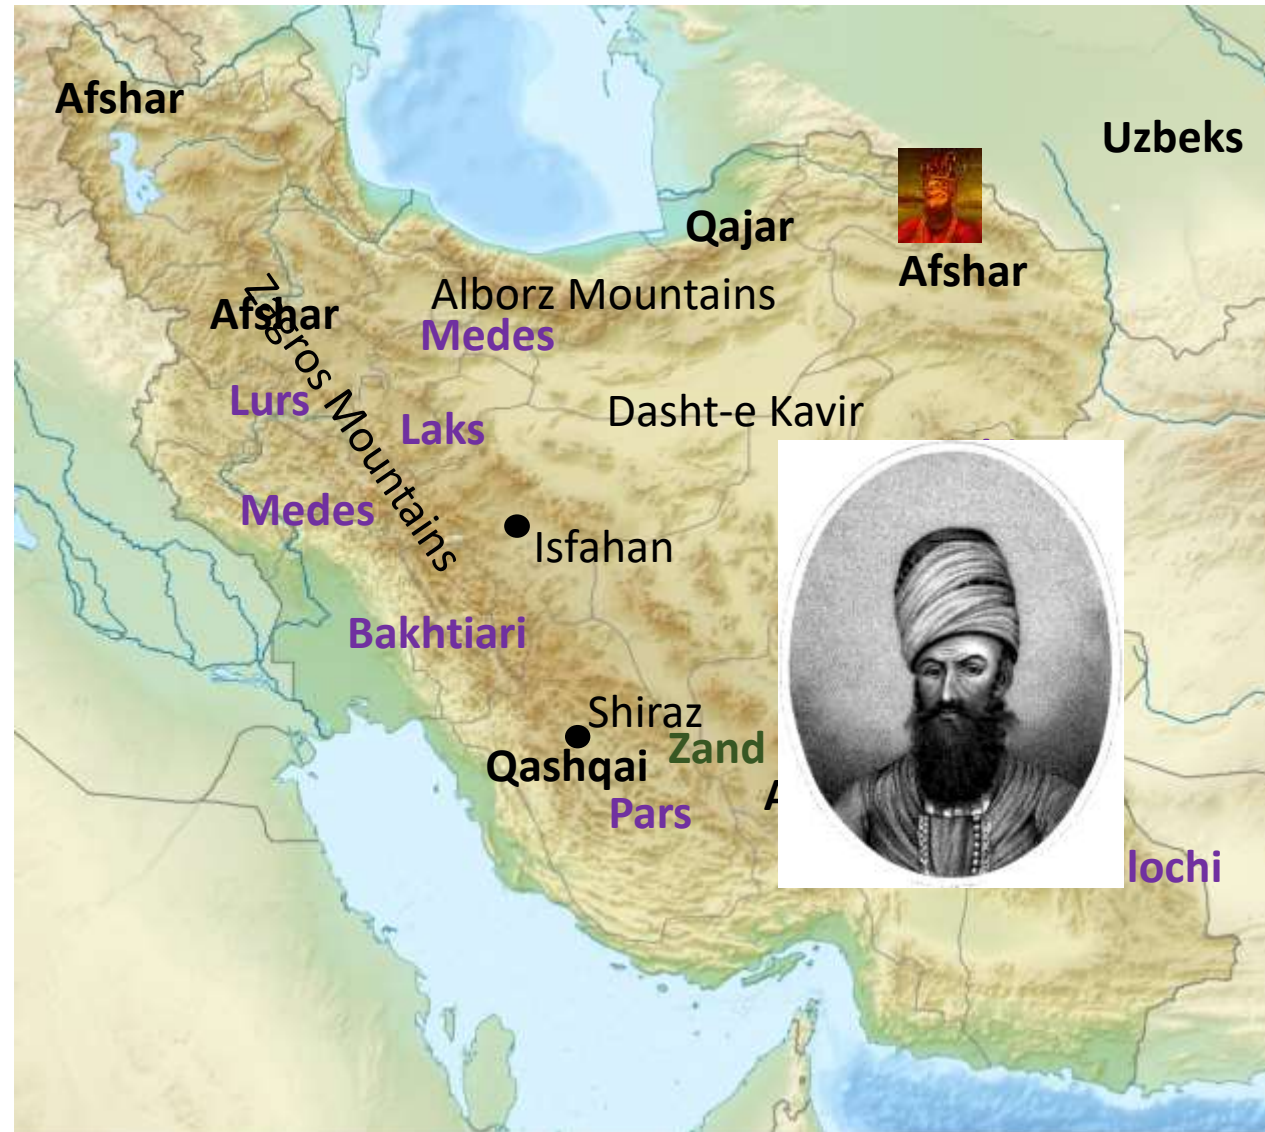 Afshar
Uzbeks
Qajar
Afshar
Alborz Mountains
Afshar
Zagros Mountains
Medes
Lurs
Laks
Dasht-e Kavir
Medes
Isfahan
Bakhtiari
Shiraz
Zand
Qashqai
Pars
lochi